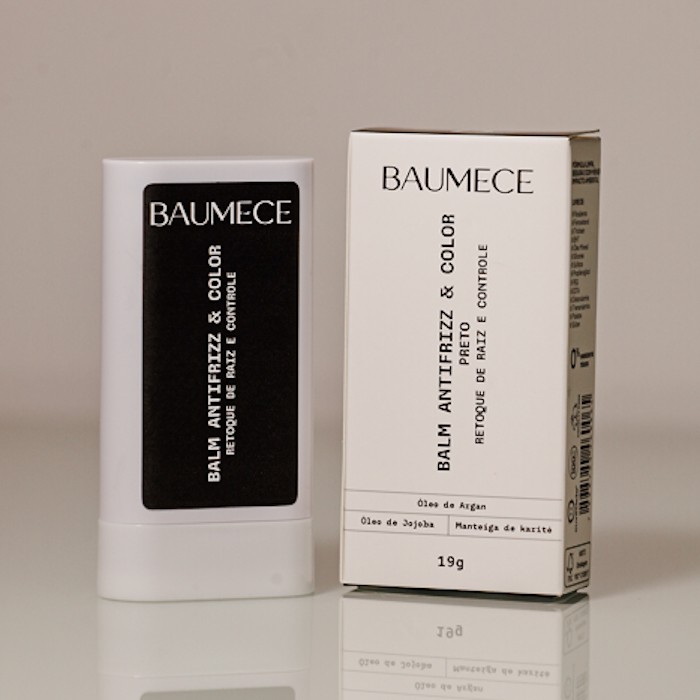 BAUMECE
BALM ANTIFRIZZ & COLOR
RETOQUE DE RAIZ E CONTROLE
BAUMECE
BALM ANTIFRIZZ & COLOR
PRETO
RETOQUE DE RAIZ E CONTROLE
Óleo de Argan
Óleo de Jojoba
Manteiga de karitê
19g